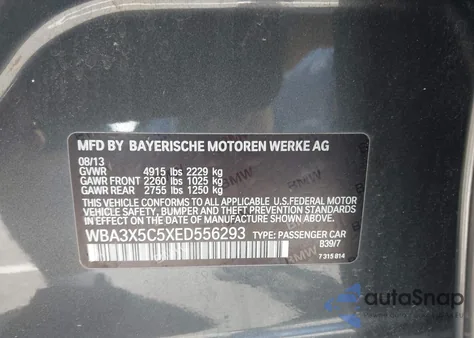 MFD BY BAYERISCHE MOTOREN WERKE AG
08/13
GVWR 4915 lbs 2229 kg
GAWR FRONT 2260 lbs 1025 kg
GAWR REAR 2755 lbs 1250 kg
THIS VEHICLE CONFORMS TO ALL APPLICABLE U.S.FEDERAL MOTOR
VEHICLE SAFETY, BUMPER, AND THEFT PREVENTION STANDARDS
IN EFFECT ON THE DATE OF MANUFACTURE SHOWN ABOVE.
WBA3X5C5XED556293 TYPE: PASSENGER CAR
B39/7
7 315 814
autoSnap